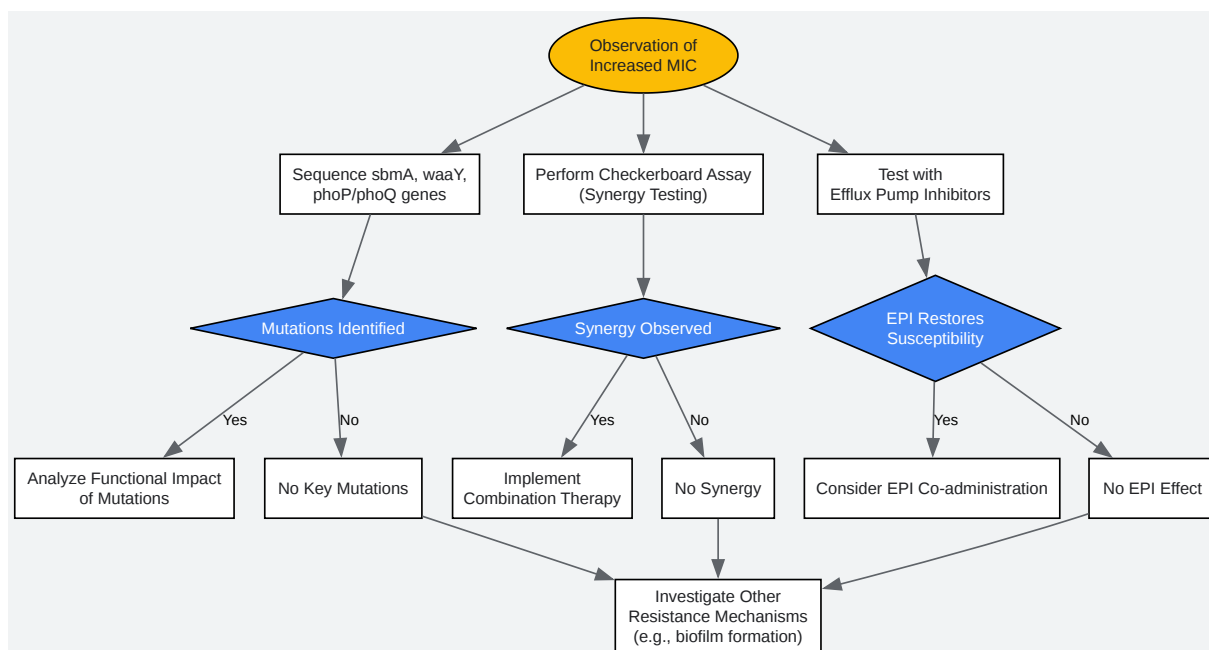 Observation of
Increased MIC
Sequence sbmA, waaY,
phoP/phoQ genes
Perform Checkerboard Assay
(Synergy Testing)
Test with
Efflux Pump Inhibitors
Mutations Identified
Synergy Observed
EPI Restores
Susceptibility
Yes
No
Yes
No
Yes
No
Analyze Functional Impact
of Mutations
No Key Mutations
Implement
Combination Therapy
No Synergy
Consider EPI Co-administration
No EPI Effect
Investigate Other
Resistance Mechanisms
(e.g., biofilm formation)